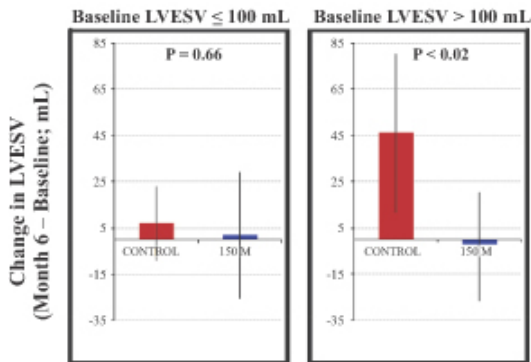 Baseline LVESV ≤ 100 mL
Baseline LVESV > 100 mL
Change in LVESV
(Month 6 – Baseline; mL)
P = 0.66
85
65
45
25
5
-15
-35
CONTROL
150 M
P < 0.02
85
65
45
25
5
-15
-35
CONTROL
150 M